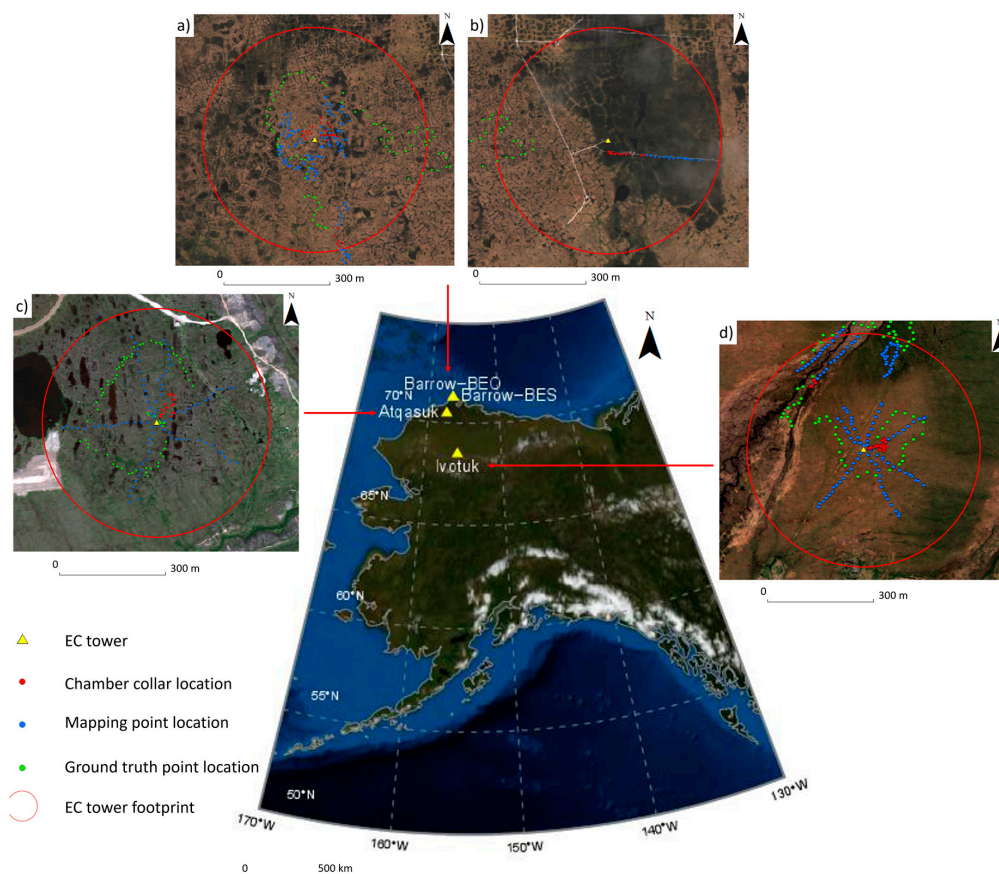 a)
N
b)
N
0
300 m
0
300 m
c)
N
0
300 m
N
d)
N
0
300 m
70°N
Barrow-BEO
Barrow-BES
Atqasuk
Ivotuk
65°N
60°N
55°N
50°N
170°W
160°W
150°W
140°W
130°W
0
500 km
EC tower
Chamber collar location
Mapping point location
Ground truth point location
EC tower footprint